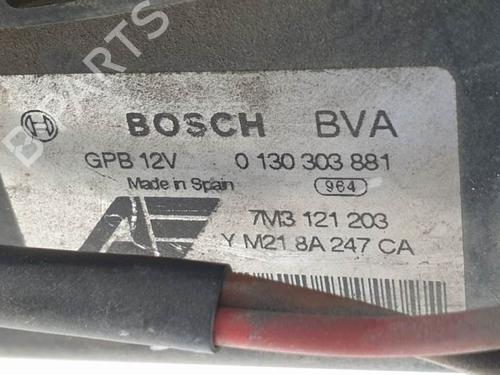 BOSCH BVA
GPB 12V 0 130 303 881
Made in Spain 964
7M3 121 203
Y M21 8A 247 CA
B PARTS